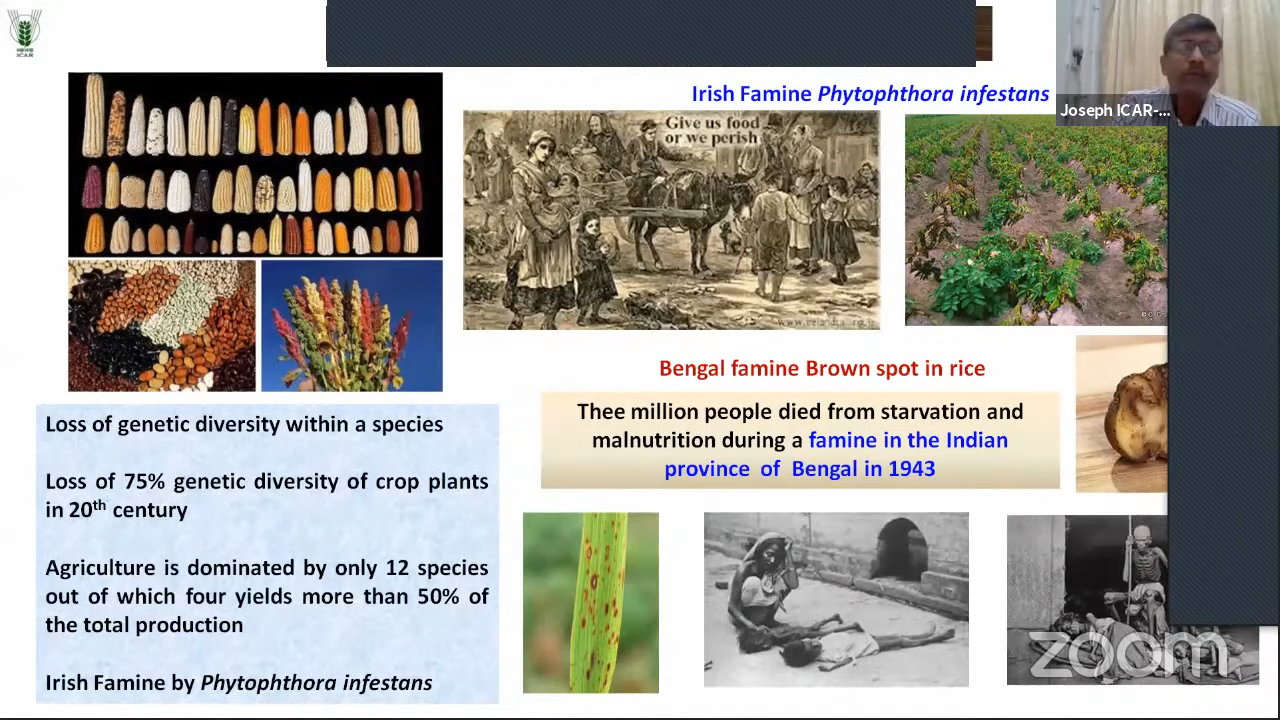 ICAR
Irish Famine Phytophthora infestans
Joseph ICAR-...
Give us food
or we perish
Bengal famine Brown spot in rice
Thee million people died from starvation and
malnutrition during a famine in the Indian
province of Bengal in 1943
Loss of genetic diversity within a species
Loss of 75% genetic diversity of crop plants
in 20th century
Agriculture is dominated by only 12 species
out of which four yields more than 50% of
the total production
Irish Famine by Phytophthora infestans
zoom